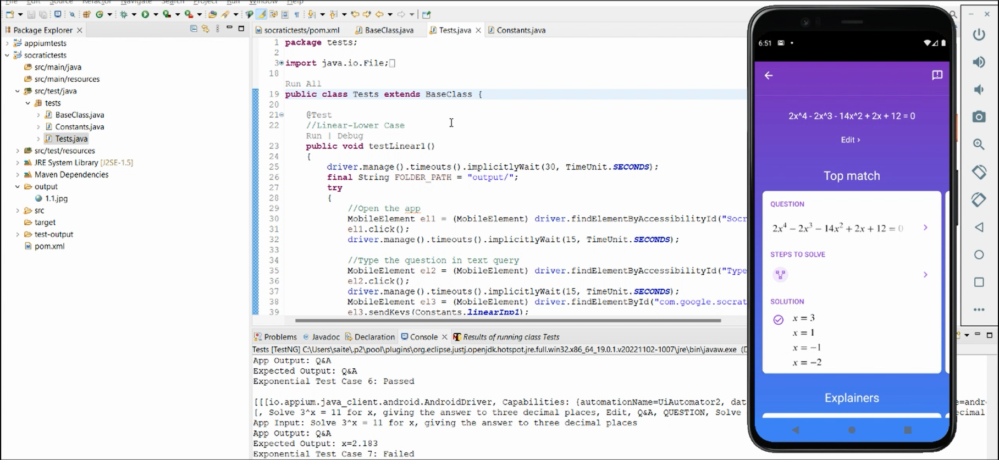 File Edit Source Refactor Navigate Search Project Run Window Help
Package Explorer
appiumtests
socratictests
src/main/java
src/main/resources
src/test/java
tests
BaseClass.java
Constants.java
Tests.java
src/test/resources
JRE System Library [J2SE-1.5]
Maven Dependencies
output
1.1.jpg
src
target
test-output
pom.xml
socratictests/pom.xml BaseClass.java Tests.java Constants.java
1 package tests;
2
3 import java.io.File;
18
Run All
19 public class Tests extends BaseClass {
20
21 @Test
22 //Linear-Lower Case
Run | Debug
23 public void testLinear1()
24 {
25 driver.manage().timeouts().implicitlyWait(30, TimeUnit.SECONDS);
26 final String FOLDER_PATH = "output/";
27 try
28 {
29 //Open the app
30 MobileElement el1 = (MobileElement) driver.findElementByAccessibilityId("Socr
31 el1.click();
32 driver.manage().timeouts().implicitlyWait(15, TimeUnit.SECONDS);
33
34 //Type the question in text query
35 MobileElement el2 = (MobileElement) driver.findElementByAccessibilityId("Type
36 el2.click();
37 driver.manage().timeouts().implicitlyWait(15, TimeUnit.SECONDS);
38 MobileElement el3 = (MobileElement) driver.findElementById("com.google.socrat
39 el3.sendKeys(Constants.linearInp1);
Problems Javadoc Declaration Console Results of running class Tests
Tests [TestNG] C:\Users\saite\.p2\pool\plugins\org.eclipse.justj.openjdk.hotspot.jre.full.win32.x86_64_19.0.1.v20221102-1007\jre\bin\javaw.exe (D
App Output: Q&A
Expected Output: Q&A
Exponential Test Case 6: Passed
[[[io.appium.java_client.android.AndroidDriver, Capabilities: {automationName=UiAutomator2, dat
[, Solve 3^x = 11 for x, giving the answer to three decimal places, Edit, Q&A, QUESTION, Solve
App Input: Solve 3^x = 11 for x, giving the answer to three decimal places
App Output: Q&A
Expected Output: x=2.183
Exponential Test Case 7: Failed
6:51
2x^4 - 2x^3 - 14x^2 + 2x + 12 = 0
Edit ›
Top match
QUESTION
2x⁴ − 2x³ − 14x² + 2x + 12 = 0
STEPS TO SOLVE
SOLUTION
x = 3
x = 1
x = −1
x = −2
Explainers